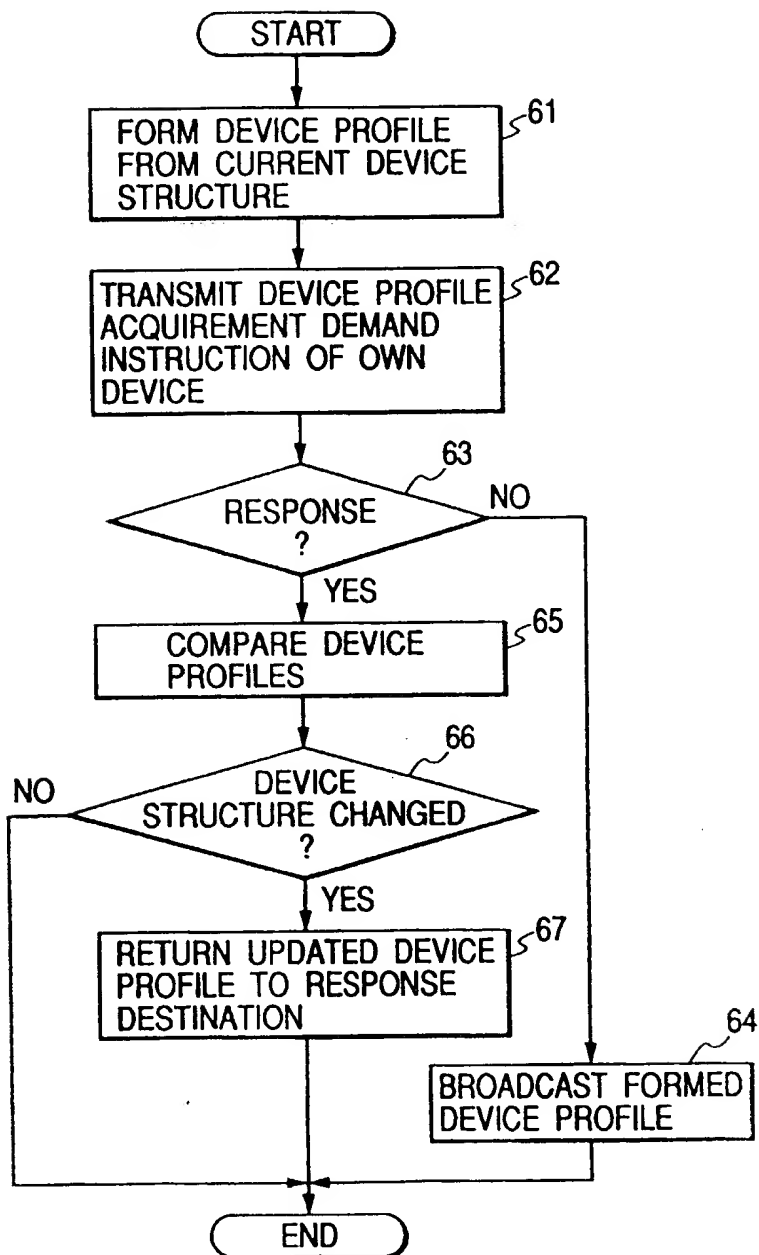 START
61
FORM DEVICE PROFILE
FROM CURRENT DEVICE
STRUCTURE
62
TRANSMIT DEVICE PROFILE
ACQUIREMENT DEMAND
INSTRUCTION OF OWN
DEVICE
63
RESPONSE
?
NO
YES
65
COMPARE DEVICE
PROFILES
66
DEVICE
STRUCTURE CHANGED
?
NO
YES
67
RETURN UPDATED DEVICE
PROFILE TO RESPONSE
DESTINATION
64
BROADCAST FORMED
DEVICE PROFILE
END